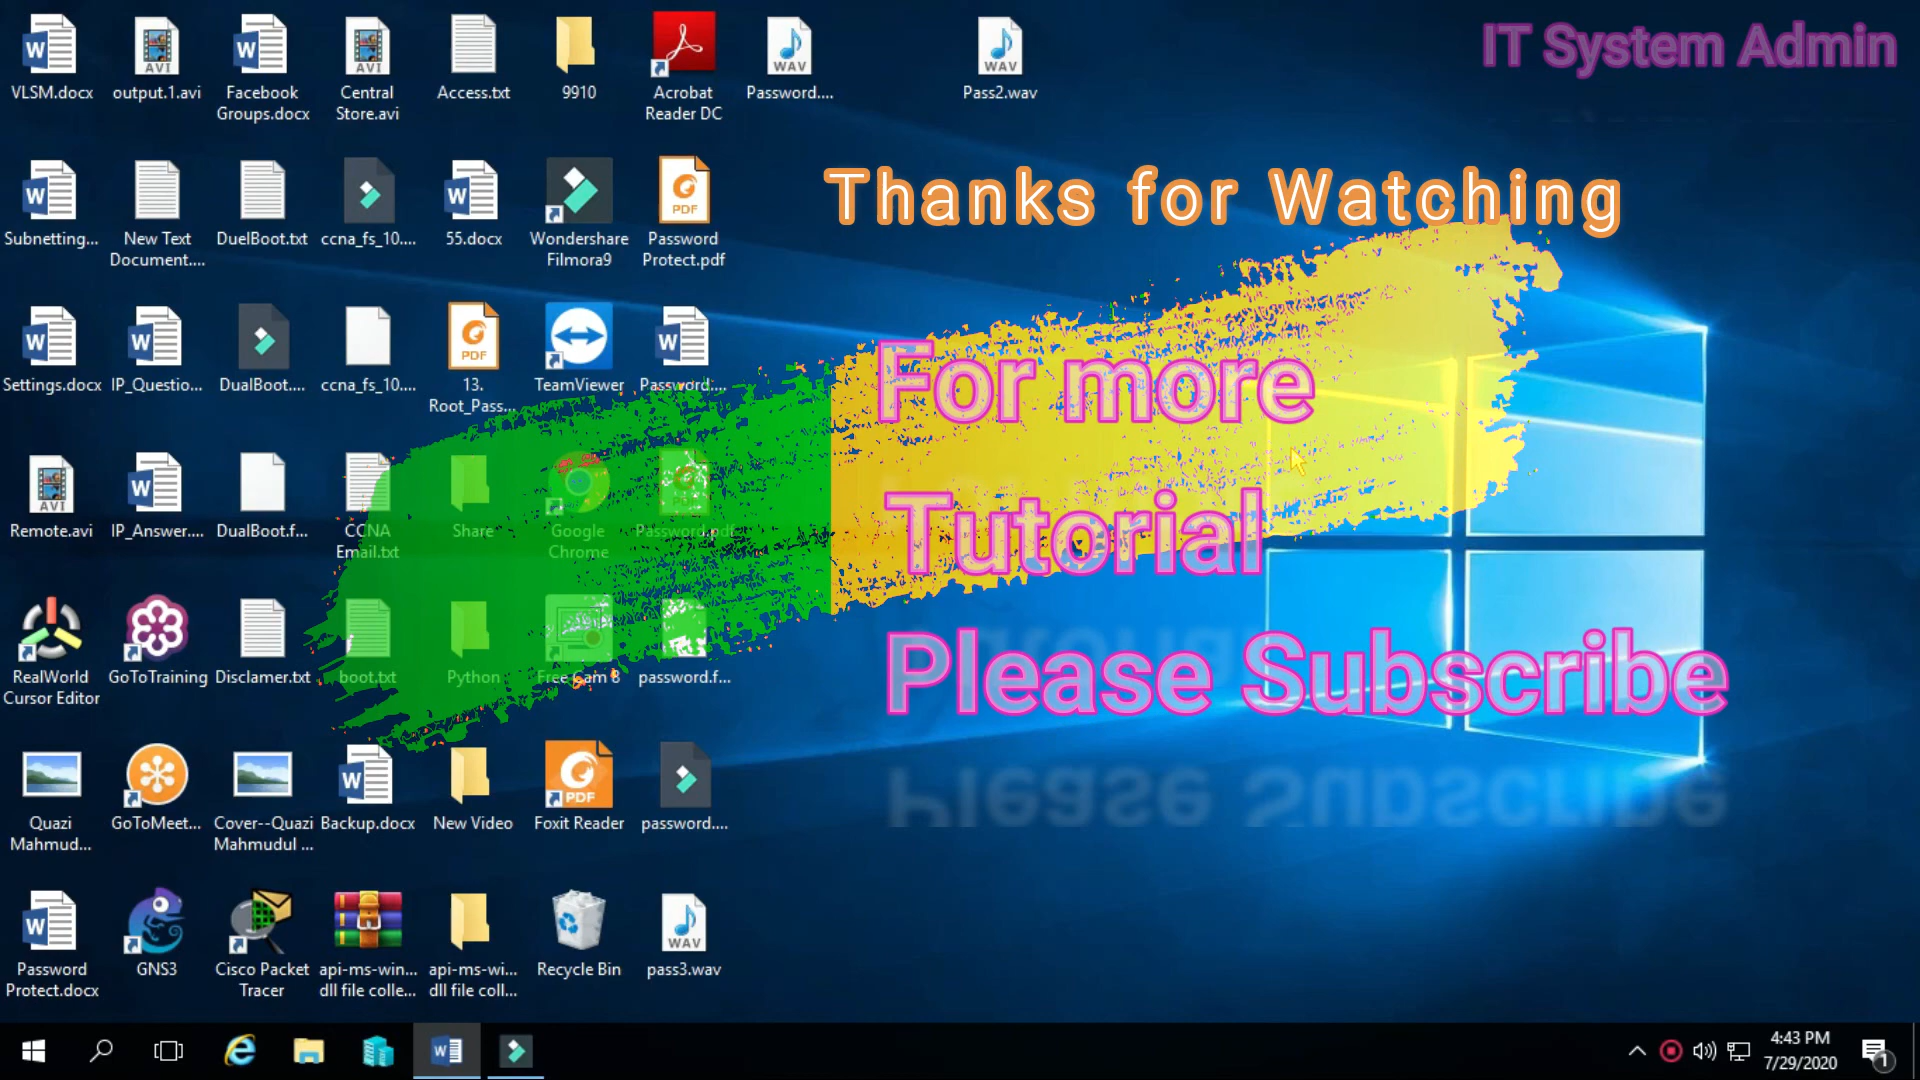 IT System Admin
VLSM.docx
output.1.avi
Facebook
Groups.docx
Central
Store.avi
Access.txt
9910
Acrobat
Reader DC
Password....
Pass2.wav
Thanks for Watching
Subnetting...
New Text
Document....
DuelBoot.txt
ccna_fs_10....
55.docx
Wondershare
Filmora9
Password
Protect.pdf
Settings.docx
IP_Questio...
DualBoot....
ccna_fs_10....
13.
Root_Pass...
TeamViewer
Password:...
For more
Remote.avi
IP_Answer....
DualBoot.f...
CCNA
Email.txt
Share
Google
Chrome
Password.pdf
Tutorial
RealWorld
Cursor Editor
GoToTraining
Disclamer.txt
boot.txt
Python
Free Cam 8
password.f...
Please Subscribe
Quazi
Mahmud...
GoToMeet...
Cover--Quazi
Mahmudul ...
Backup.docx
New Video
Foxit Reader
password....
Password
Protect.docx
GNS3
Cisco Packet
Tracer
api-ms-win...
dll file colle...
api-ms-wi...
dll file coll...
Recycle Bin
pass3.wav
4:43 PM
7/29/2020
1